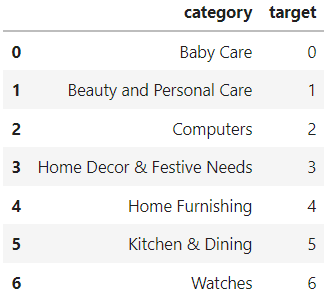 category target
0 Baby Care 0
1 Beauty and Personal Care 1
2 Computers 2
3 Home Decor & Festive Needs 3
4 Home Furnishing 4
5 Kitchen & Dining 5
6 Watches 6